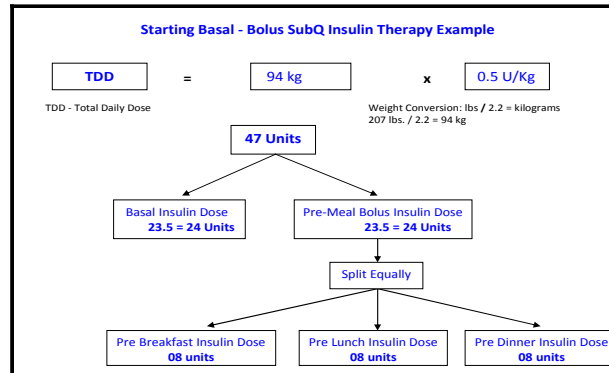 Starting Basal - Bolus SubQ Insulin Therapy Example
TDD = 94 kg x 0.5 U/Kg
TDD - Total Daily Dose
Weight Conversion: lbs / 2.2 = kilograms
207 lbs. / 2.2 = 94 kg
47 Units
Basal Insulin Dose
23.5 = 24 Units
Pre-Meal Bolus Insulin Dose
23.5 = 24 Units
Split Equally
Pre Breakfast Insulin Dose
08 units
Pre Lunch Insulin Dose
08 units
Pre Dinner Insulin Dose
08 units